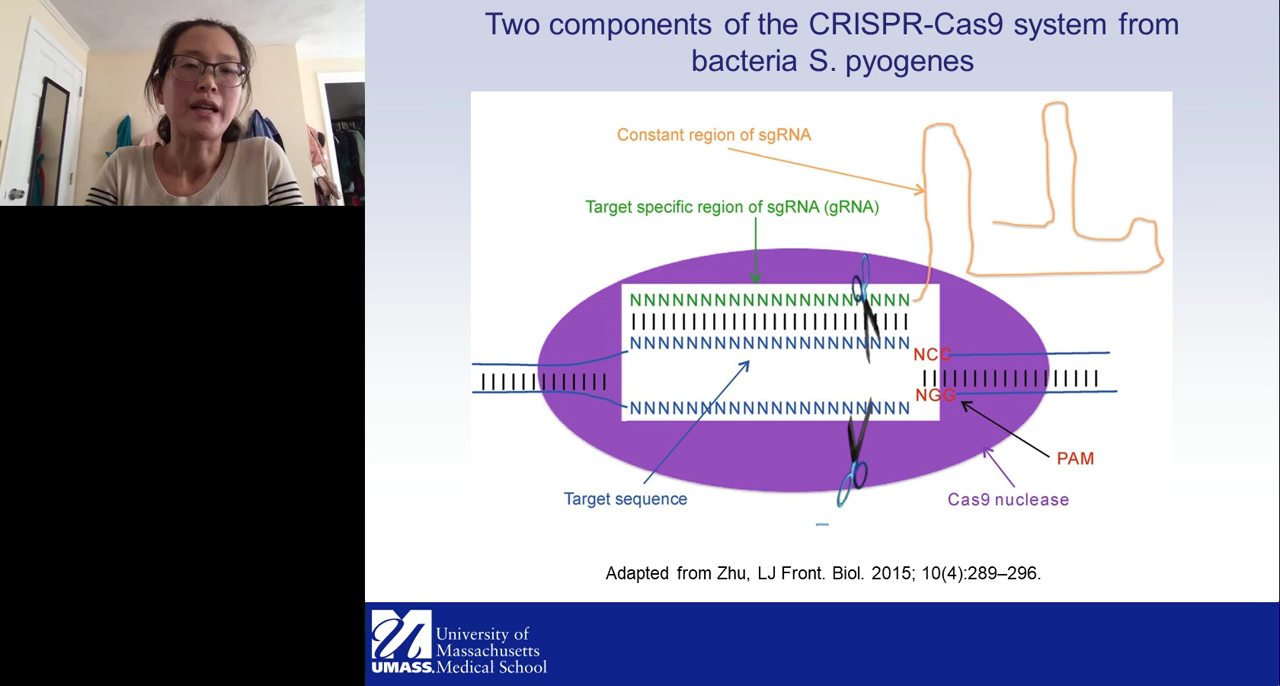 Two components of the CRISPR-Cas9 system from
bacteria S. pyogenes
Constant region of sgRNA
Target specific region of sgRNA (gRNA)
NNNNNNNNNNNNNNNNNNNN
NNNNNNNNNNNNNNNNNNNN
NCC
NGG
NNNNNNNNNNNNNNNNNNNN
PAM
Target sequence
Cas9 nuclease
Adapted from Zhu, LJ Front. Biol. 2015; 10(4):289–296.
UMASS.
University of
Massachusetts
Medical School